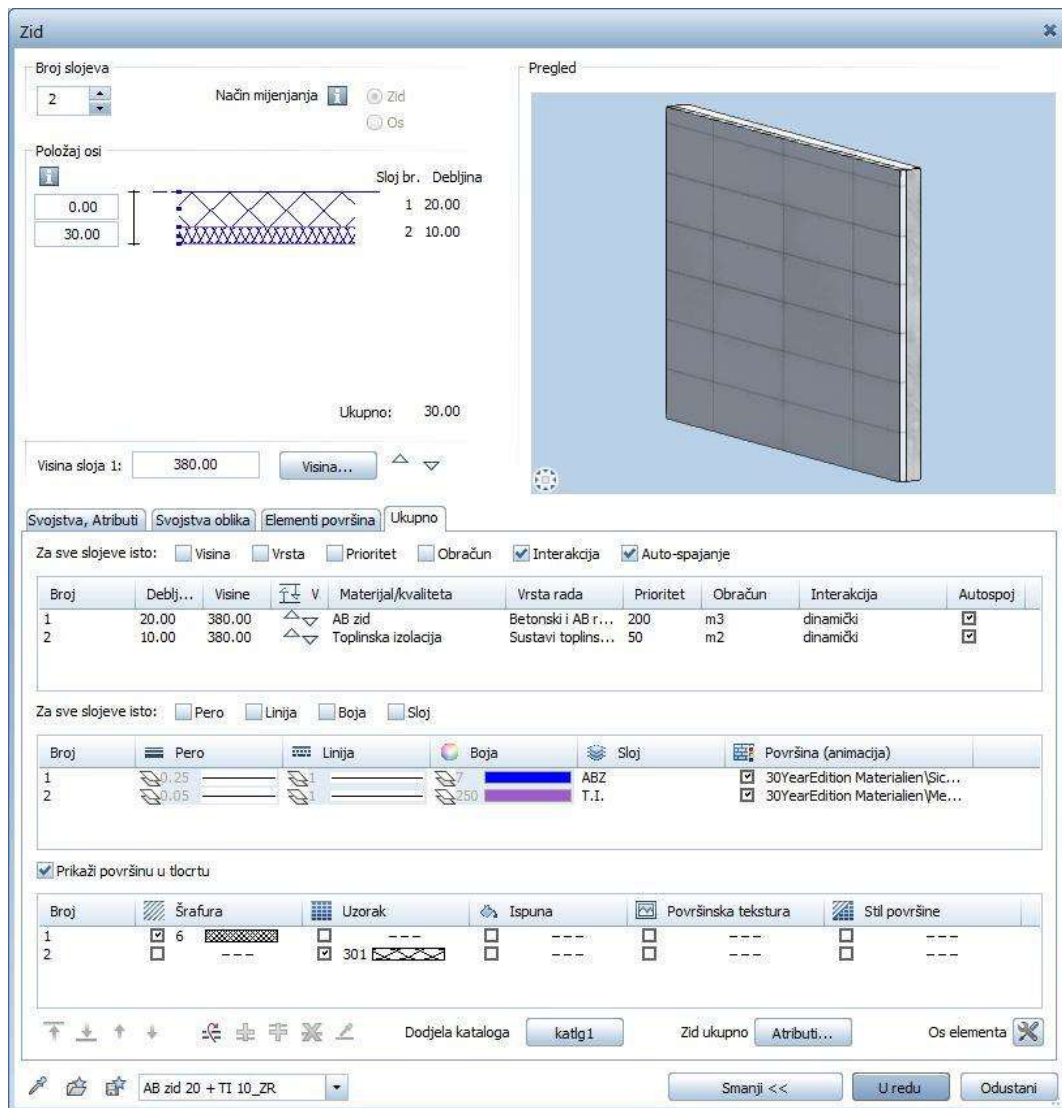 Zid
Broj slojeva
2
Način mijenjanja
Zid
Os
Pregled
Položaj osi
Sloj br. Debljina
0.00
1 20.00
30.00
2 10.00
Ukupno: 30.00
Visina sloja 1: 380.00 Visina...
Svojstva, Atributi Svojstva oblika Elementi površina Ukupno
Za sve slojeve isto: Visina Vrsta Prioritet Obračun Interakcija Auto-spajanje
Broj Deblj... Visine V Materijal/kvaliteta Vrsta rada Prioritet Obračun Interakcija Autospoj
1 20.00 380.00 AB zid Betonski i AB r... 200 m3 dinamički
2 10.00 380.00 Toplinska izolacija Sustavi toplins... 50 m2 dinamički
Za sve slojeve isto: Pero Linija Boja Sloj
Broj Pero Linija Boja Sloj Površina (animacija)
1 0.25 1 7 ABZ 30YearEdition Materialien\Sic...
2 0.05 1 250 T.I. 30YearEdition Materialien\Me...
Prikaži površinu u tlocrtu
Broj Šrafura Uzorak Ispuna Površinska tekstura Stil površine
1 6 --- --- --- ---
2 --- 301 --- --- ---
Dodjela kataloga katlg1 Zid ukupno Atributi... Os elementa
AB zid 20 + TI 10_ZR Smanji << U redu Odustani